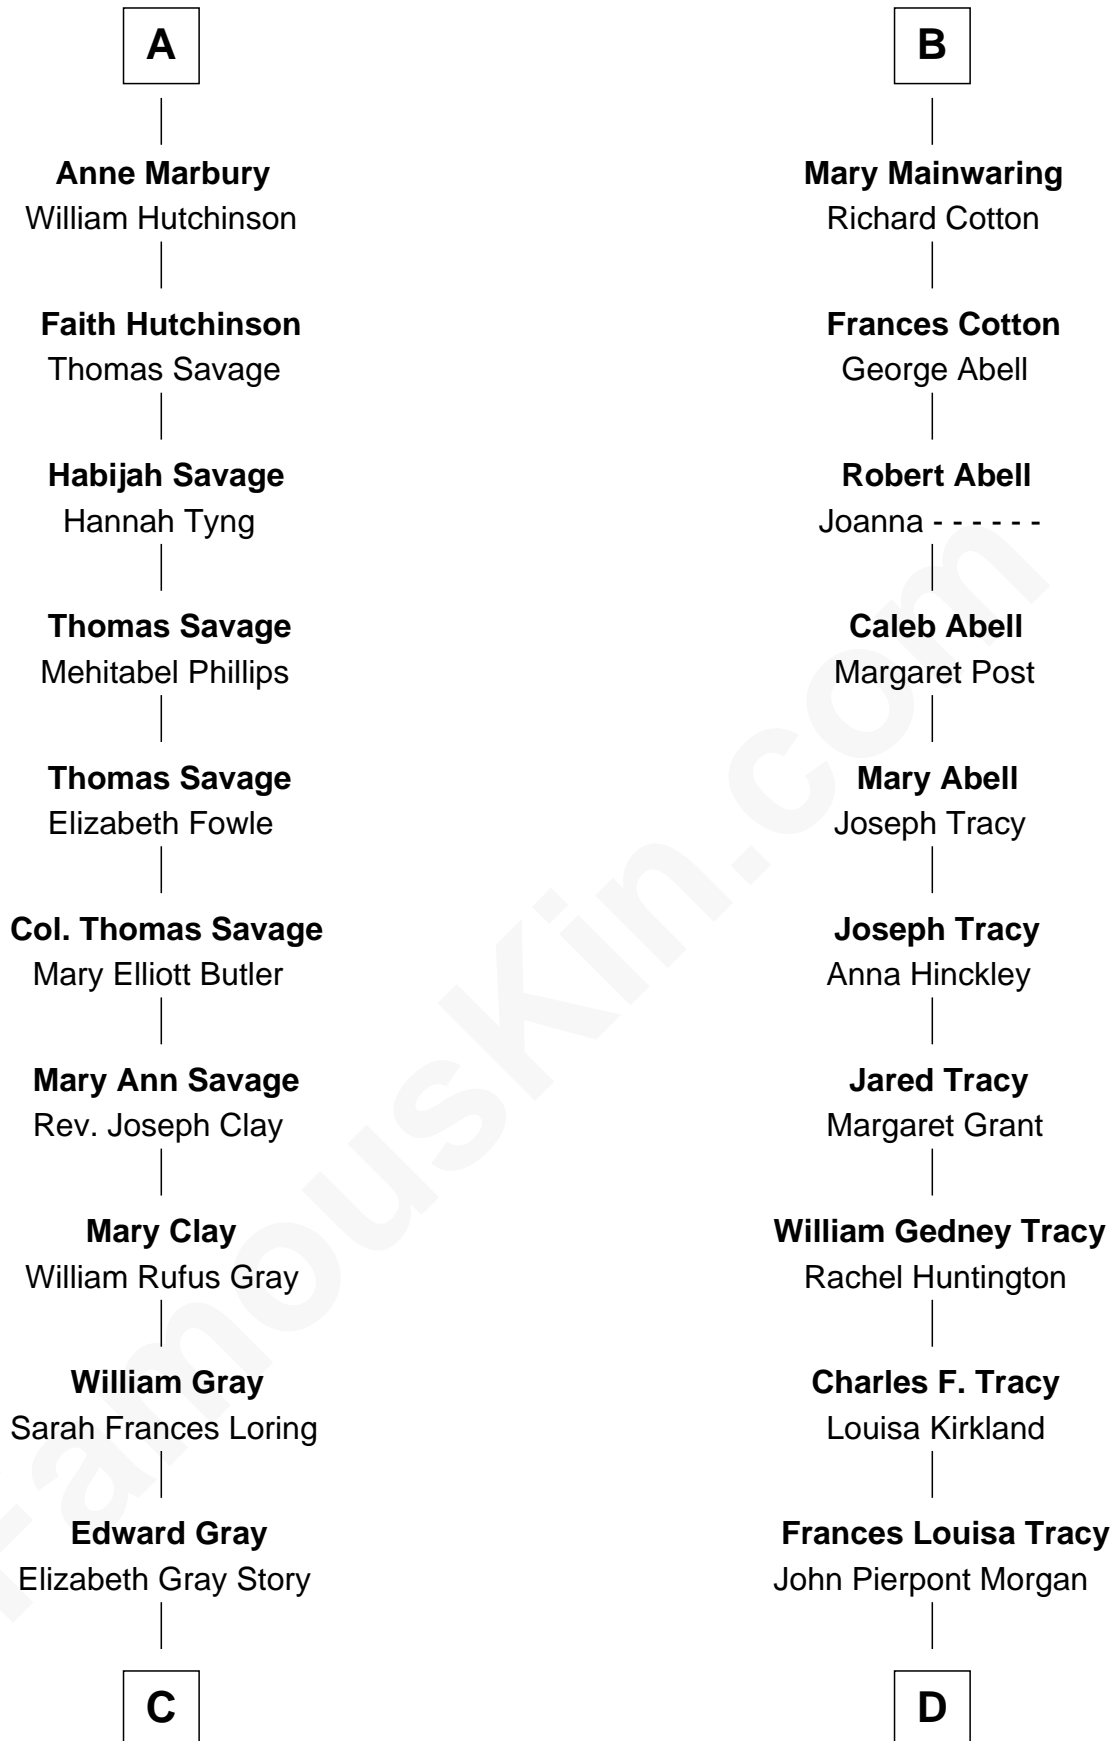 A
Anne Marbury
William Hutchinson
Faith Hutchinson
Thomas Savage
Habijah Savage
Hannah Tyng
Thomas Savage
Mehitabel Phillips
Thomas Savage
Elizabeth Fowle
Col. Thomas Savage
Mary Elliott Butler
Mary Ann Savage
Rev. Joseph Clay
Mary Clay
William Rufus Gray
William Gray
Sarah Frances Loring
Edward Gray
Elizabeth Gray Story
C
B
Mary Mainwaring
Richard Cotton
Frances Cotton
George Abell
Robert Abell
Joanna - - - - - -
Caleb Abell
Margaret Post
Mary Abell
Joseph Tracy
Joseph Tracy
Anna Hinckley
Jared Tracy
Margaret Grant
William Gedney Tracy
Rachel Huntington
Charles F. Tracy
Louisa Kirkland
Frances Louisa Tracy
John Pierpont Morgan
D
FamousKin.com